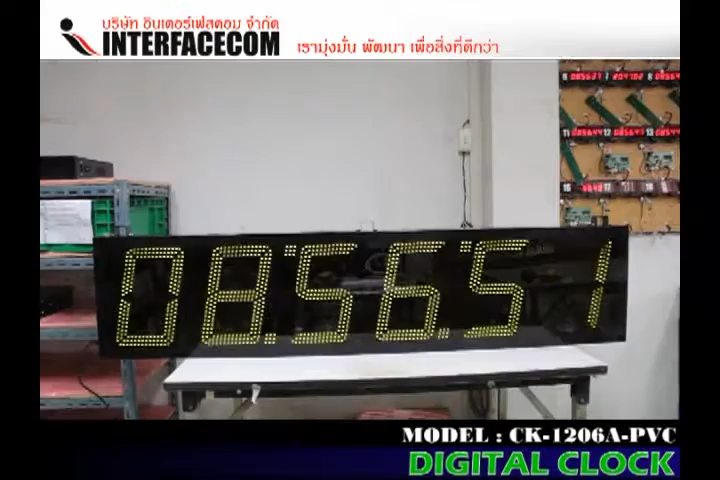 บริษัท อินเตอร์เฟสคอม จำกัด
INTERFACECOM
เรามุ่งมั่น พัฒนา เพื่อสิ่งที่ดีกว่า
08:56:51
MODEL : CK-1206A-PVC
DIGITAL CLOCK